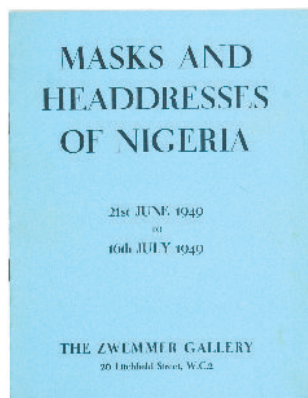 MASKS AND
HEADDRESSES
OF NIGERIA
21st JUNE 1949
to
16th JULY 1949
THE ZWEMMER GALLERY
26 Litchfield Street, W.C.2